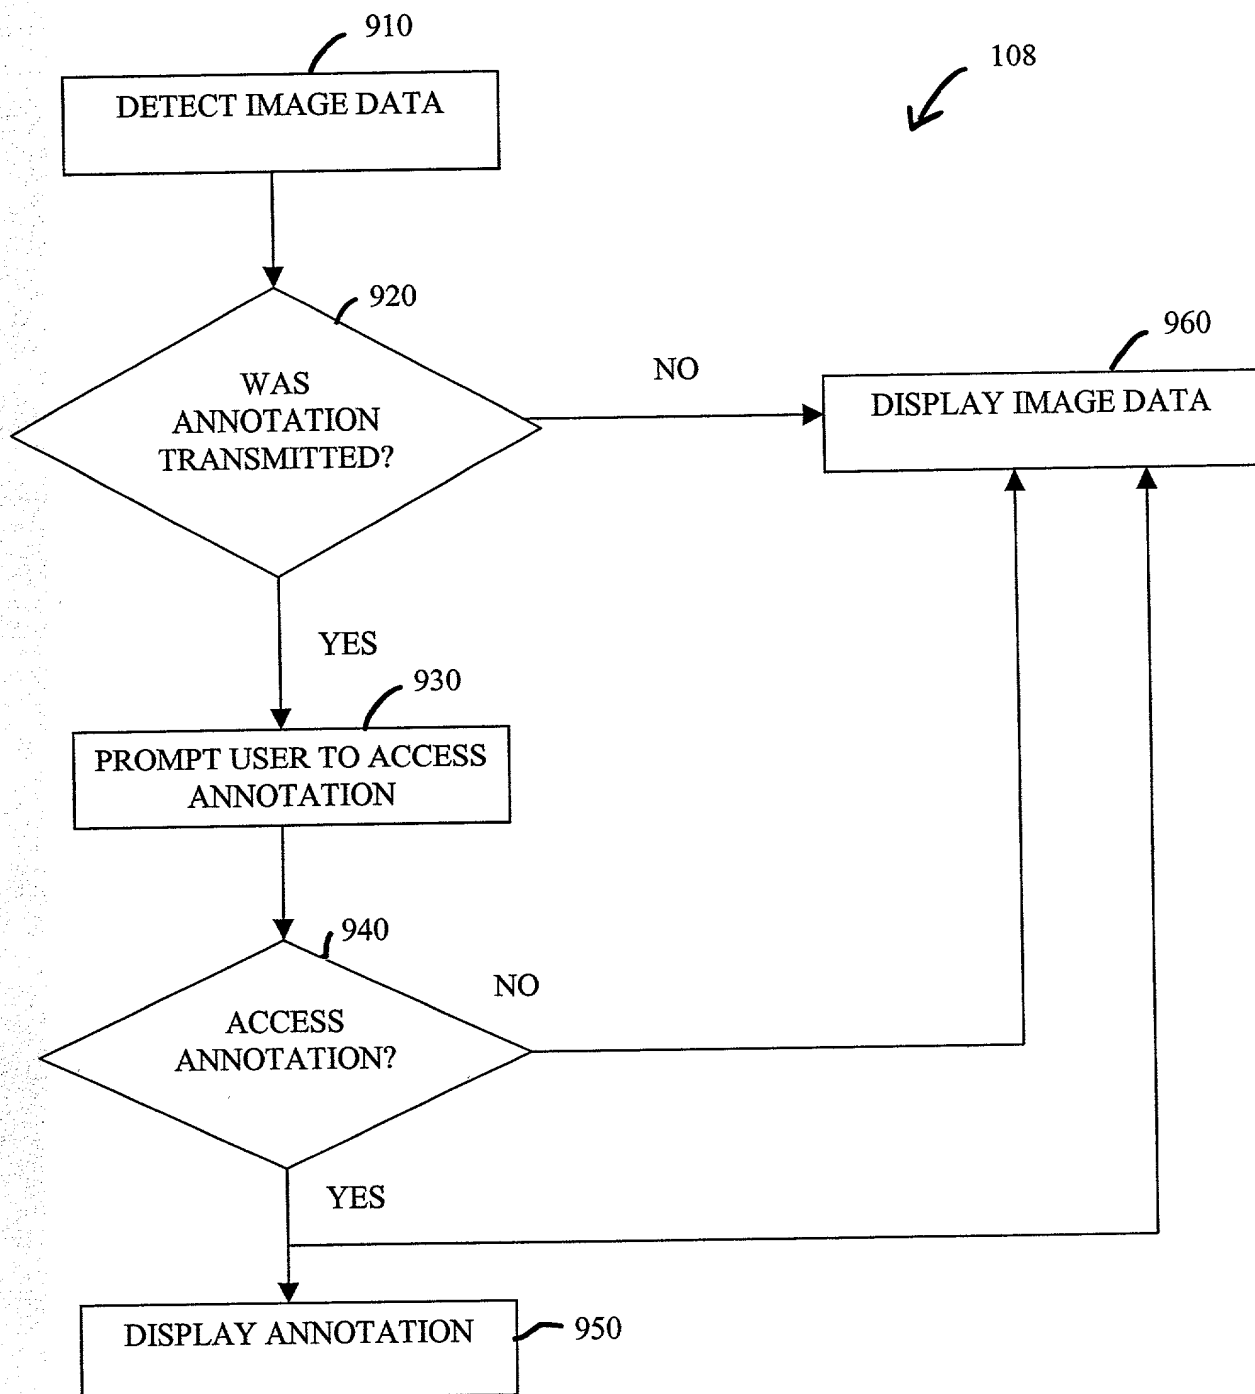 910
108
DETECT IMAGE DATA
920
960
NO
WAS
ANNOTATION
TRANSMITTED?
DISPLAY IMAGE DATA
YES
930
PROMPT USER TO ACCESS
ANNOTATION
940
NO
ACCESS
ANNOTATION?
YES
DISPLAY ANNOTATION
950